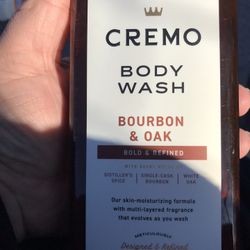 CREMO
BODY
WASH
BOURBON
& OAK
BOLD & REFINED
DISTILLER'S SINGLE-CASK WHITE
SPICE BOURBON OAK
Our skin-moisturizing formula
with multi-layered fragrance
that evolves as you wash
METICULOUSLY
Designed & Refined